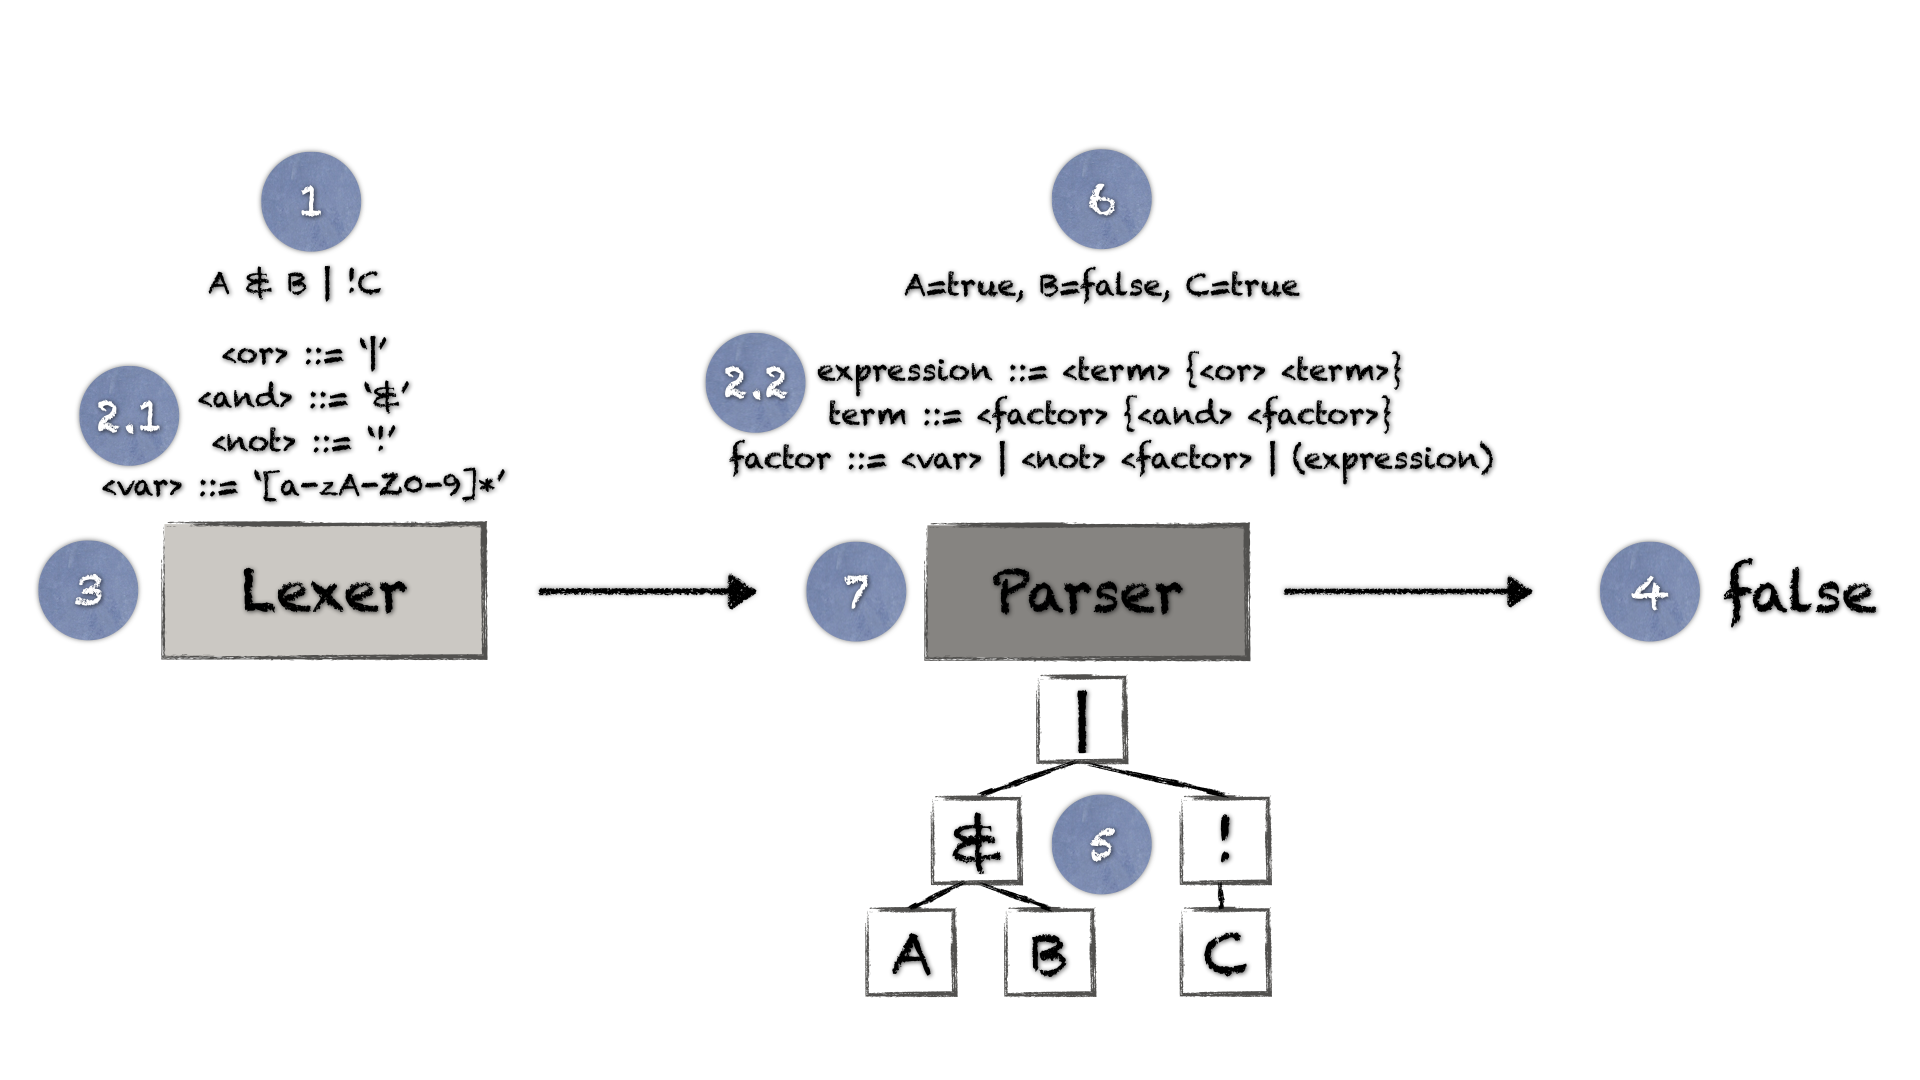 1
A & B | !C
2.1
<or> ::= ‘|’
<and> ::= ‘&’
<not> ::= ‘!’
<var> ::= ‘[a-zA-Z0-9]*’
3
Lexer
6
A=true, B=false, C=true
2.2
expression ::= <term> {<or> <term>}
term ::= <factor> {<and> <factor>}
factor ::= <var> | <not> <factor> | (expression)
7
Parser
4
false
|
&
5
!
A
B
C